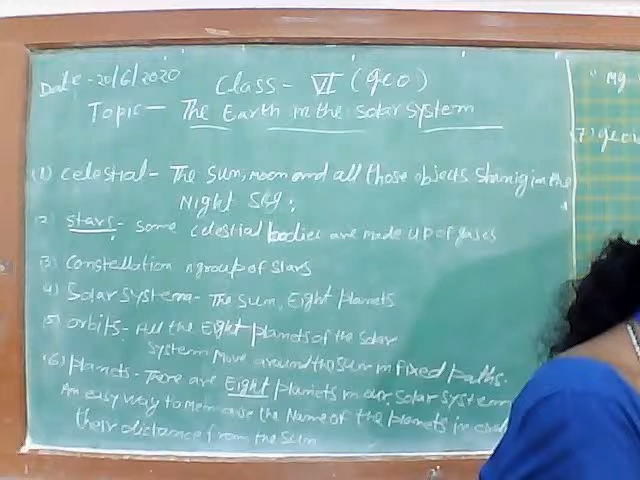 Date - 20/6/2020
Class - VI (geo)
Topic - The Earth in the Solar System
(1) Celestial - The Sun, Moon and all those objects Shinig in the
Night Sky;
2) Stars - Some celestial bodies are made up of gases
(3) Constellation A group of stars
4) Solar System - The Sun, Eight planets
(5) Orbits - All the Eight planets of the solar
System Move around the sun in fixed paths.
(6) planets - There are Eight planets in our solar system
An easy way to memorise the Name of the planets in
their distance from the sun
" My
7)